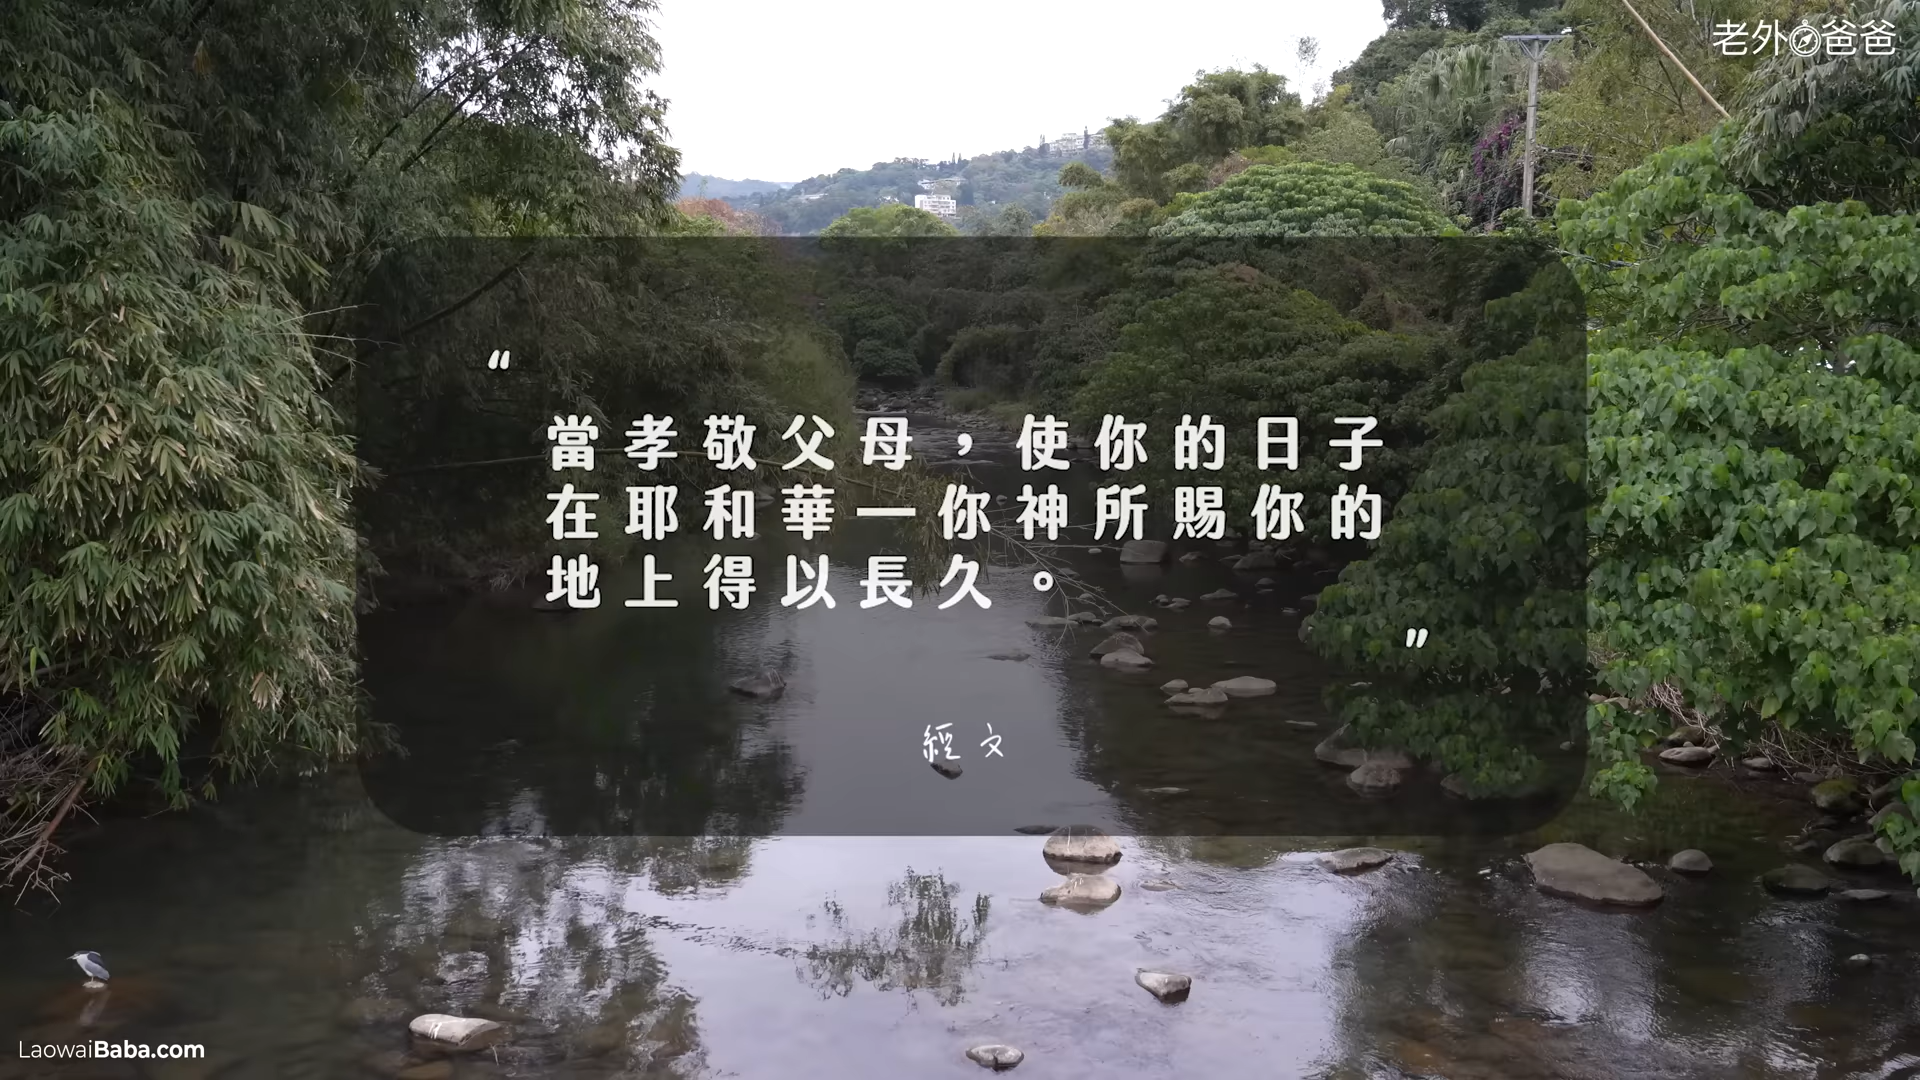 老外爸爸
“
當孝敬父母，使你的日子
在耶和華—你神所賜你的
地上得以長久。
”
經文
LaowaiBaba.com